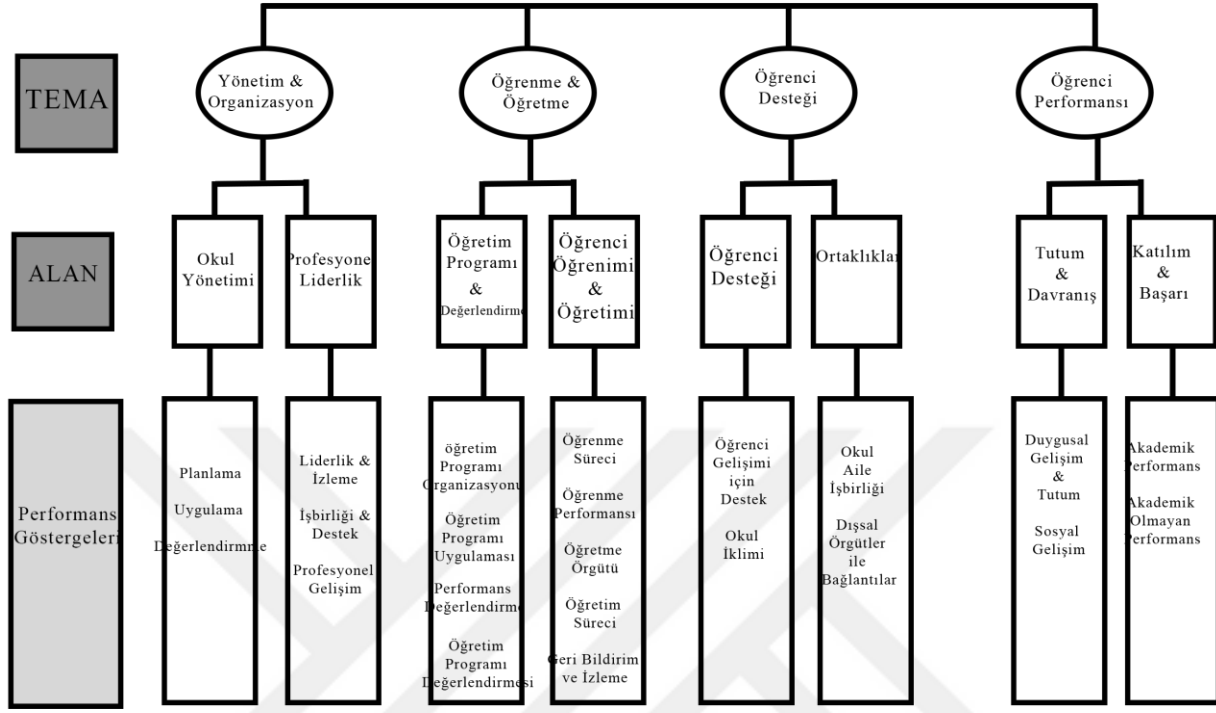 TEMA
Yönetim &
Organizasyon
Öğrenme &
Öğretme
Öğrenci
Desteği
Öğrenci
Performansı
ALAN
Okul
Yönetimi
Profesyone
Liderlik
Öğretim
Programı
&
Değerlendirme
Öğrenci
Öğrenimi
&
Öğretimi
Öğrenci
Desteği
Ortaklıklar
Tutum
&
Davranış
Katılım
&
Başarı
Performans
Göstergeleri
Planlama
Uygulama
Değerlendirmme
Liderlik &
İzleme
İşbirliği &
Destek
Profesyonel
Gelişim
öğretim
Programı
Organizasyonu
Öğretim
Programı
Uygulaması
Performans
Değerlendirme
Öğretim
Programı
Değerlendirmesi
Öğrenme
Süreci
Öğrenme
Performansı
Öğretme
Örgütü
Öğretim
Süreci
Geri Bildirim
ve İzleme
Öğrenci
Gelişimi
için
Destek
Okul
İklimi
Okul
Aile
İşbirliği
Dışsal
Örgütler
ile
Bağlantılar
Duygusal
Gelişim
&
Tutum
Sosyal
Gelişim
Akademik
Performans
Akademik
Olmayan
Performans